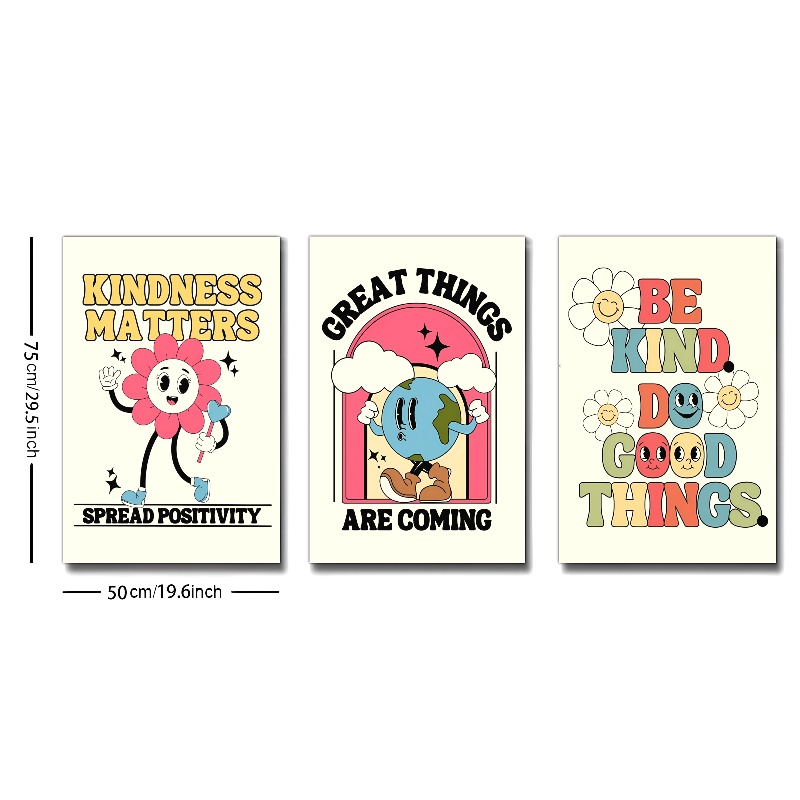 75cm/29.5inch
50cm/19.6inch
KINDNESS
MATTERS
SPREAD POSITIVITY
GREAT THINGS
ARE COMING
BE
KIND.
DO
GOOD
THINGS.